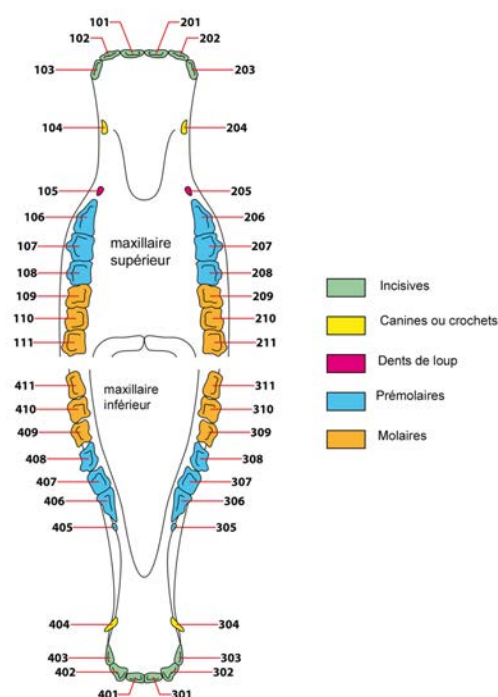 101 201
102 202
103 203
104 204
105 205
106 206
107 maxillaire 207
supérieur
108 208
109 209
110 210
111 211
411 maxillaire 311
inférieur
410 310
409 309
408 308
407 307
406 306
405 305
404 304
403 303
402 302
401 301
Incisives
Canines ou crochets
Dents de loup
Prémolaires
Molaires